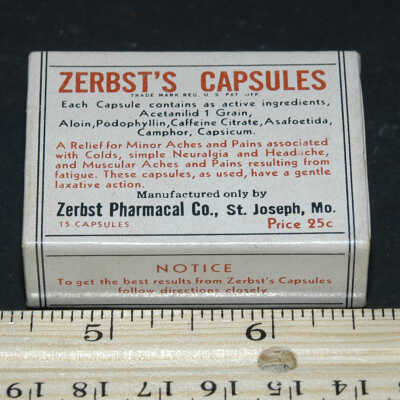 ZERBST'S CAPSULES
TRADE MARK REG. U. S. PAT. OFF.
Each Capsule contains as active ingredients,
Acetanilid 1 Grain,
Aloin, Podophyllin, Caffeine Citrate, Asafoetida,
Camphor, Capsicum.
A Relief for Minor Aches and Pains associated
with Colds, simple Neuralgia and Headache,
and Muscular Aches and Pains resulting from
fatigue. These capsules, as used, have a gentle
laxative action.
Manufactured only by
Zerbst Pharmacal Co., St. Joseph, Mo.
15 CAPSULES Price 25c
NOTICE
To get the best results from Zerbst's Capsules
follow directions closely.
5 6
19 18 17 16 15 14 13 12 11